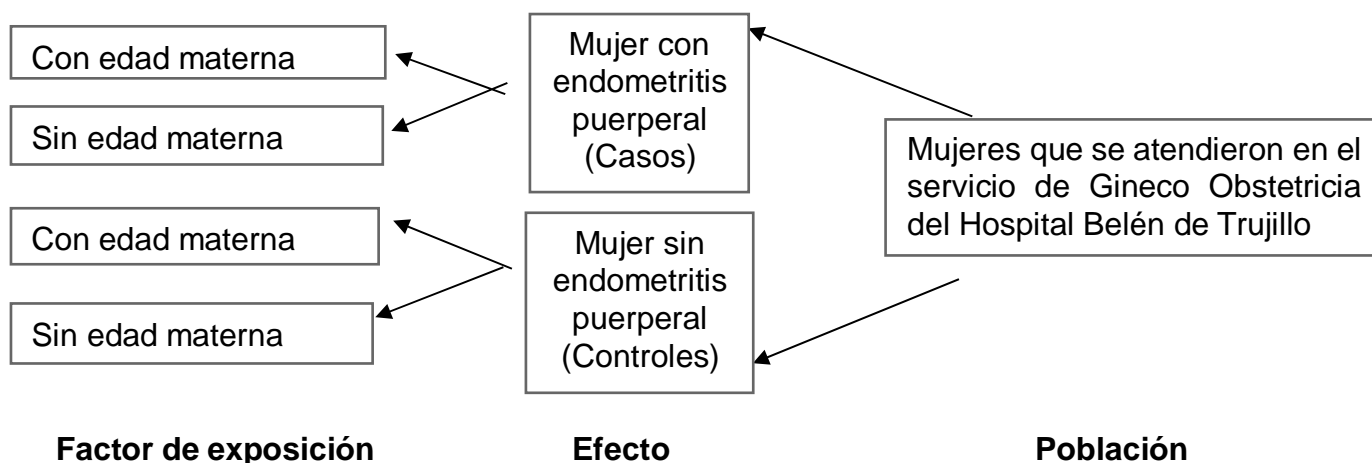 Con edad materna
Sin edad materna
Con edad materna
Sin edad materna
Mujer con
endometritis
puerperal
(Casos)
Mujer sin
endometritis
puerperal
(Controles)
Mujeres que se atendieron en el
servicio de Gineco Obstetricia
del Hospital Belén de Trujillo
Factor de exposición
Efecto
Población